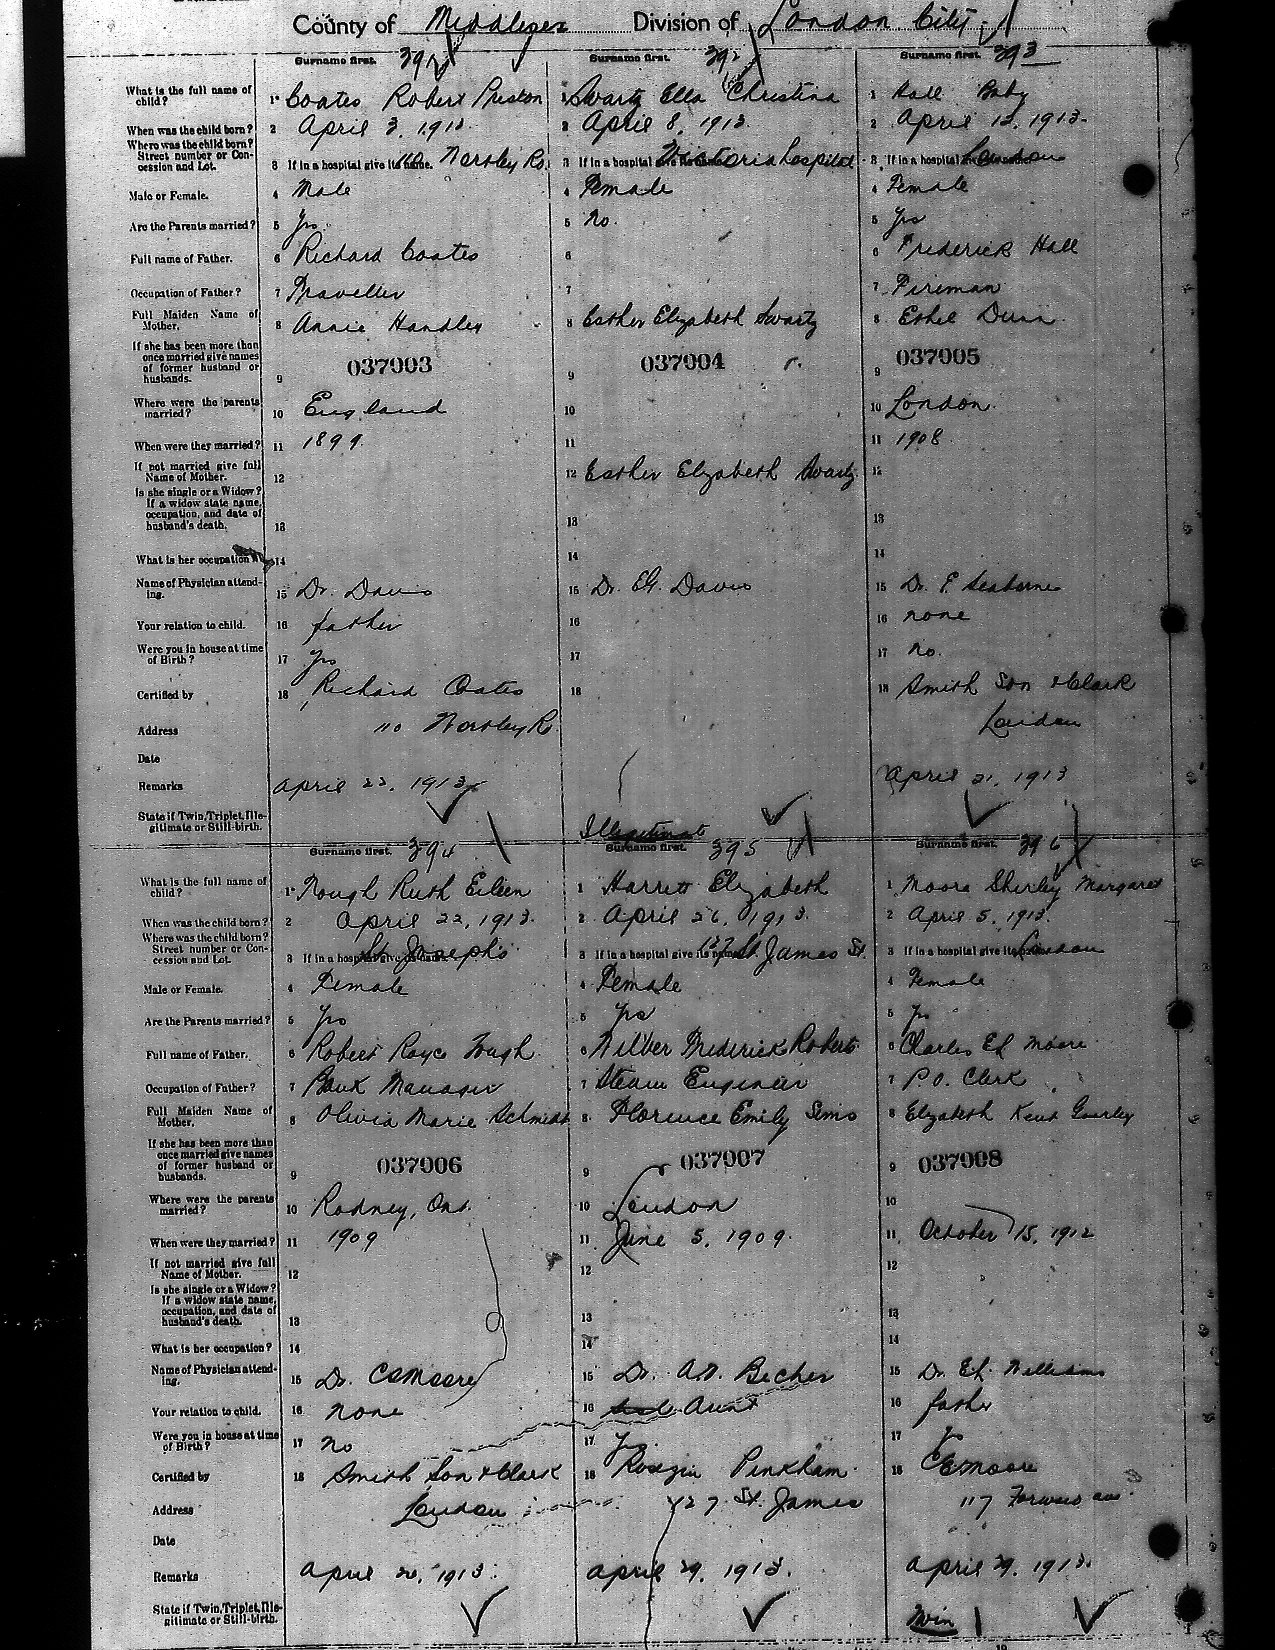 County of Middlesex Division of London City
Surname first. 391
What is the full name of child? 1 Coates Robert Preston
When was the child born? 2 April 3, 1913
Where was the child born? Street number or Concession and Lot. 3 If in a hospital give its name. 110 Wortley Rd
Male or Female. 4 Male
Are the Parents married? 5 Yes
Full name of Father. 6 Richard Coates
Occupation of Father? 7 Traveller
Full Maiden Name of Mother. 8 Annie Handley
If she has been more than once married give names of former husband or husbands. 9
037003
Where were the parents married? 10 England
When were they married? 11 1899
If not married give full Name of Mother. 12
Is she single or a Widow? If a widow state name, occupation, and date of husband's death. 13
What is her occupation 14
Name of Physician attending. 15 Dr. Davis
Your relation to child. 16 father
Were you in house at time of Birth? 17 Yes
Certified by 18 Richard Coates
Address 110 Wortley R
Date
Remarks April 22, 1913
State if Twin, Triplet, Illegitimate or Still-birth.
Surname first. 392
1 Swartz Ella Christina
2 April 8, 1913
3 If in a hospital give its name Victoria hospital
4 Female
5 No.
6
7
8 Esther Elizabeth Swartz
9
037004
10
11
12 Esther Elizabeth Swartz
13
14
15 Dr. Davis
16
17
18
Illegitimate
Surname first. 393
1 Hall Baby
2 April 12, 1913.
3 If in a hospital London
4 Female
5 Yes
6 Frederick Hall
7 Fireman
8 Ethel Dunn
9
037005
10 London.
11 1908
12
13
14
15 Dr. F. Seaborne
16 none
17 no.
18 Smith Son & Clark
London
April 21, 1913
Surname first. 394
What is the full name of child? 1 Tough Ruth Eileen
When was the child born? 2 April 22, 1913.
Where was the child born? Street number or Concession and Lot. 3 If in a hospital give its name. St. Joseph's
Male or Female. 4 Female
Are the Parents married? 5 Yes
Full name of Father. 6 Robert Royce Tough
Occupation of Father? 7 Bank Manager
Full Maiden Name of Mother. 8 Olivia Marie Schmidt
If she has been more than once married give names of former husband or husbands. 9
037006
Where were the parents married? 10 Rodney, Ont.
When were they married? 11 1909
If not married give full Name of Mother. 12
Is she single or a Widow? If a widow state name, occupation, and date of husband's death. 13
What is her occupation? 14
Name of Physician attending. 15 Dr. C S Moore
Your relation to child. 16 none
Were you in house at time of Birth? 17 No
Certified by 18 Smith Son & Clark
Address London
Date
Remarks April 1913.
State if Twin, Triplet, Illegitimate or Still-birth.
Surname first. 395
1 Harriett Elizabeth
2 April 26, 1913.
3 If in a hospital give its name 127 St. James St.
4 Female
5 Yes
6 Wilber Frederick Roberts
7 Steam Engineer
8 Florence Emily Sims
9
037007
10 London
11 June 5, 1909.
12
13
14
15 Dr. Becher
16 Aunt
17 Yes
18 Pinkham
127 St. James
April 29, 1913.
Surname first. 396
1 Moore Shirley Margaret
2 April 5, 1913.
3 If in a hospital give its name London
4 Female
5 Yes
6 Charles Ed Moore
7 P.O. Clerk
8 Elizabeth Kent Gourley
9
037008
10
11 October 15, 1912
12
13
14
15 Dr. Ed. Williams
16 father
17 Yes
18 C E Moore
117 Forward ave.
April 29, 1913.
Twin